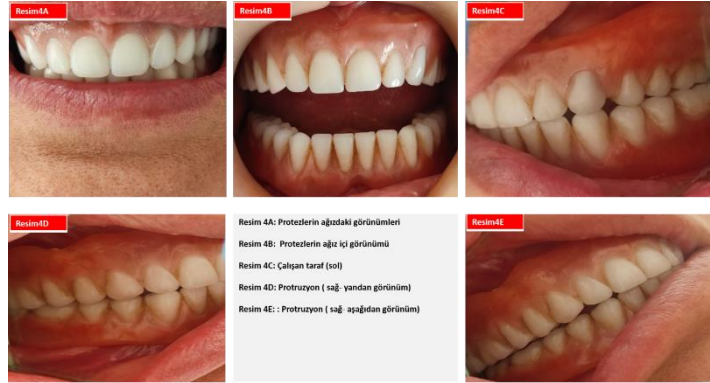 Resim4A
Resim4B
Resim4C
Resim4D
Resim 4A: Protezlerin ağızdaki görünümleri
Resim 4B:  Protezlerin ağız içi görünümü
Resim 4C: Çalışan taraf (sol)
Resim 4D: Protruzyon ( sağ- yandan görünüm)
Resim 4E: : Protruzyon ( sağ- aşağıdan görünüm)
Resim4E